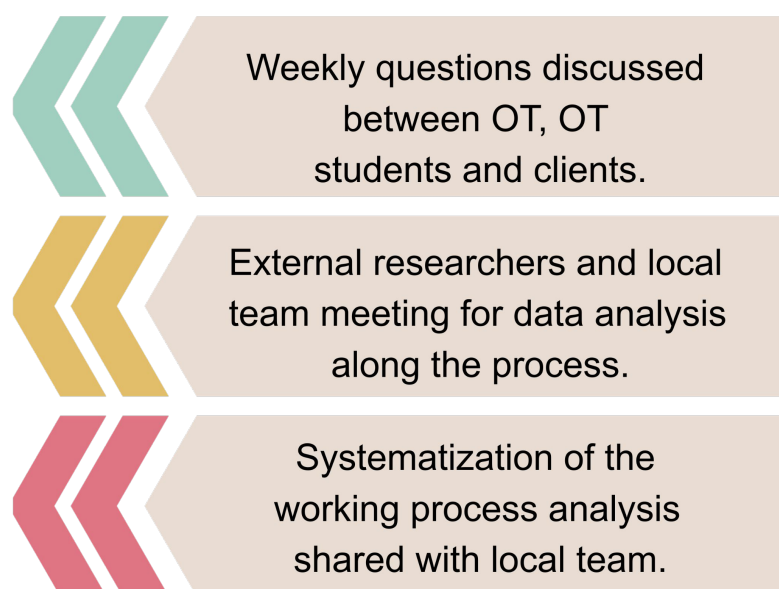 Weekly questions discussed
between OT, OT
students and clients.
External researchers and local
team meeting for data analysis
along the process.
Systematization of the
working process analysis
shared with local team.